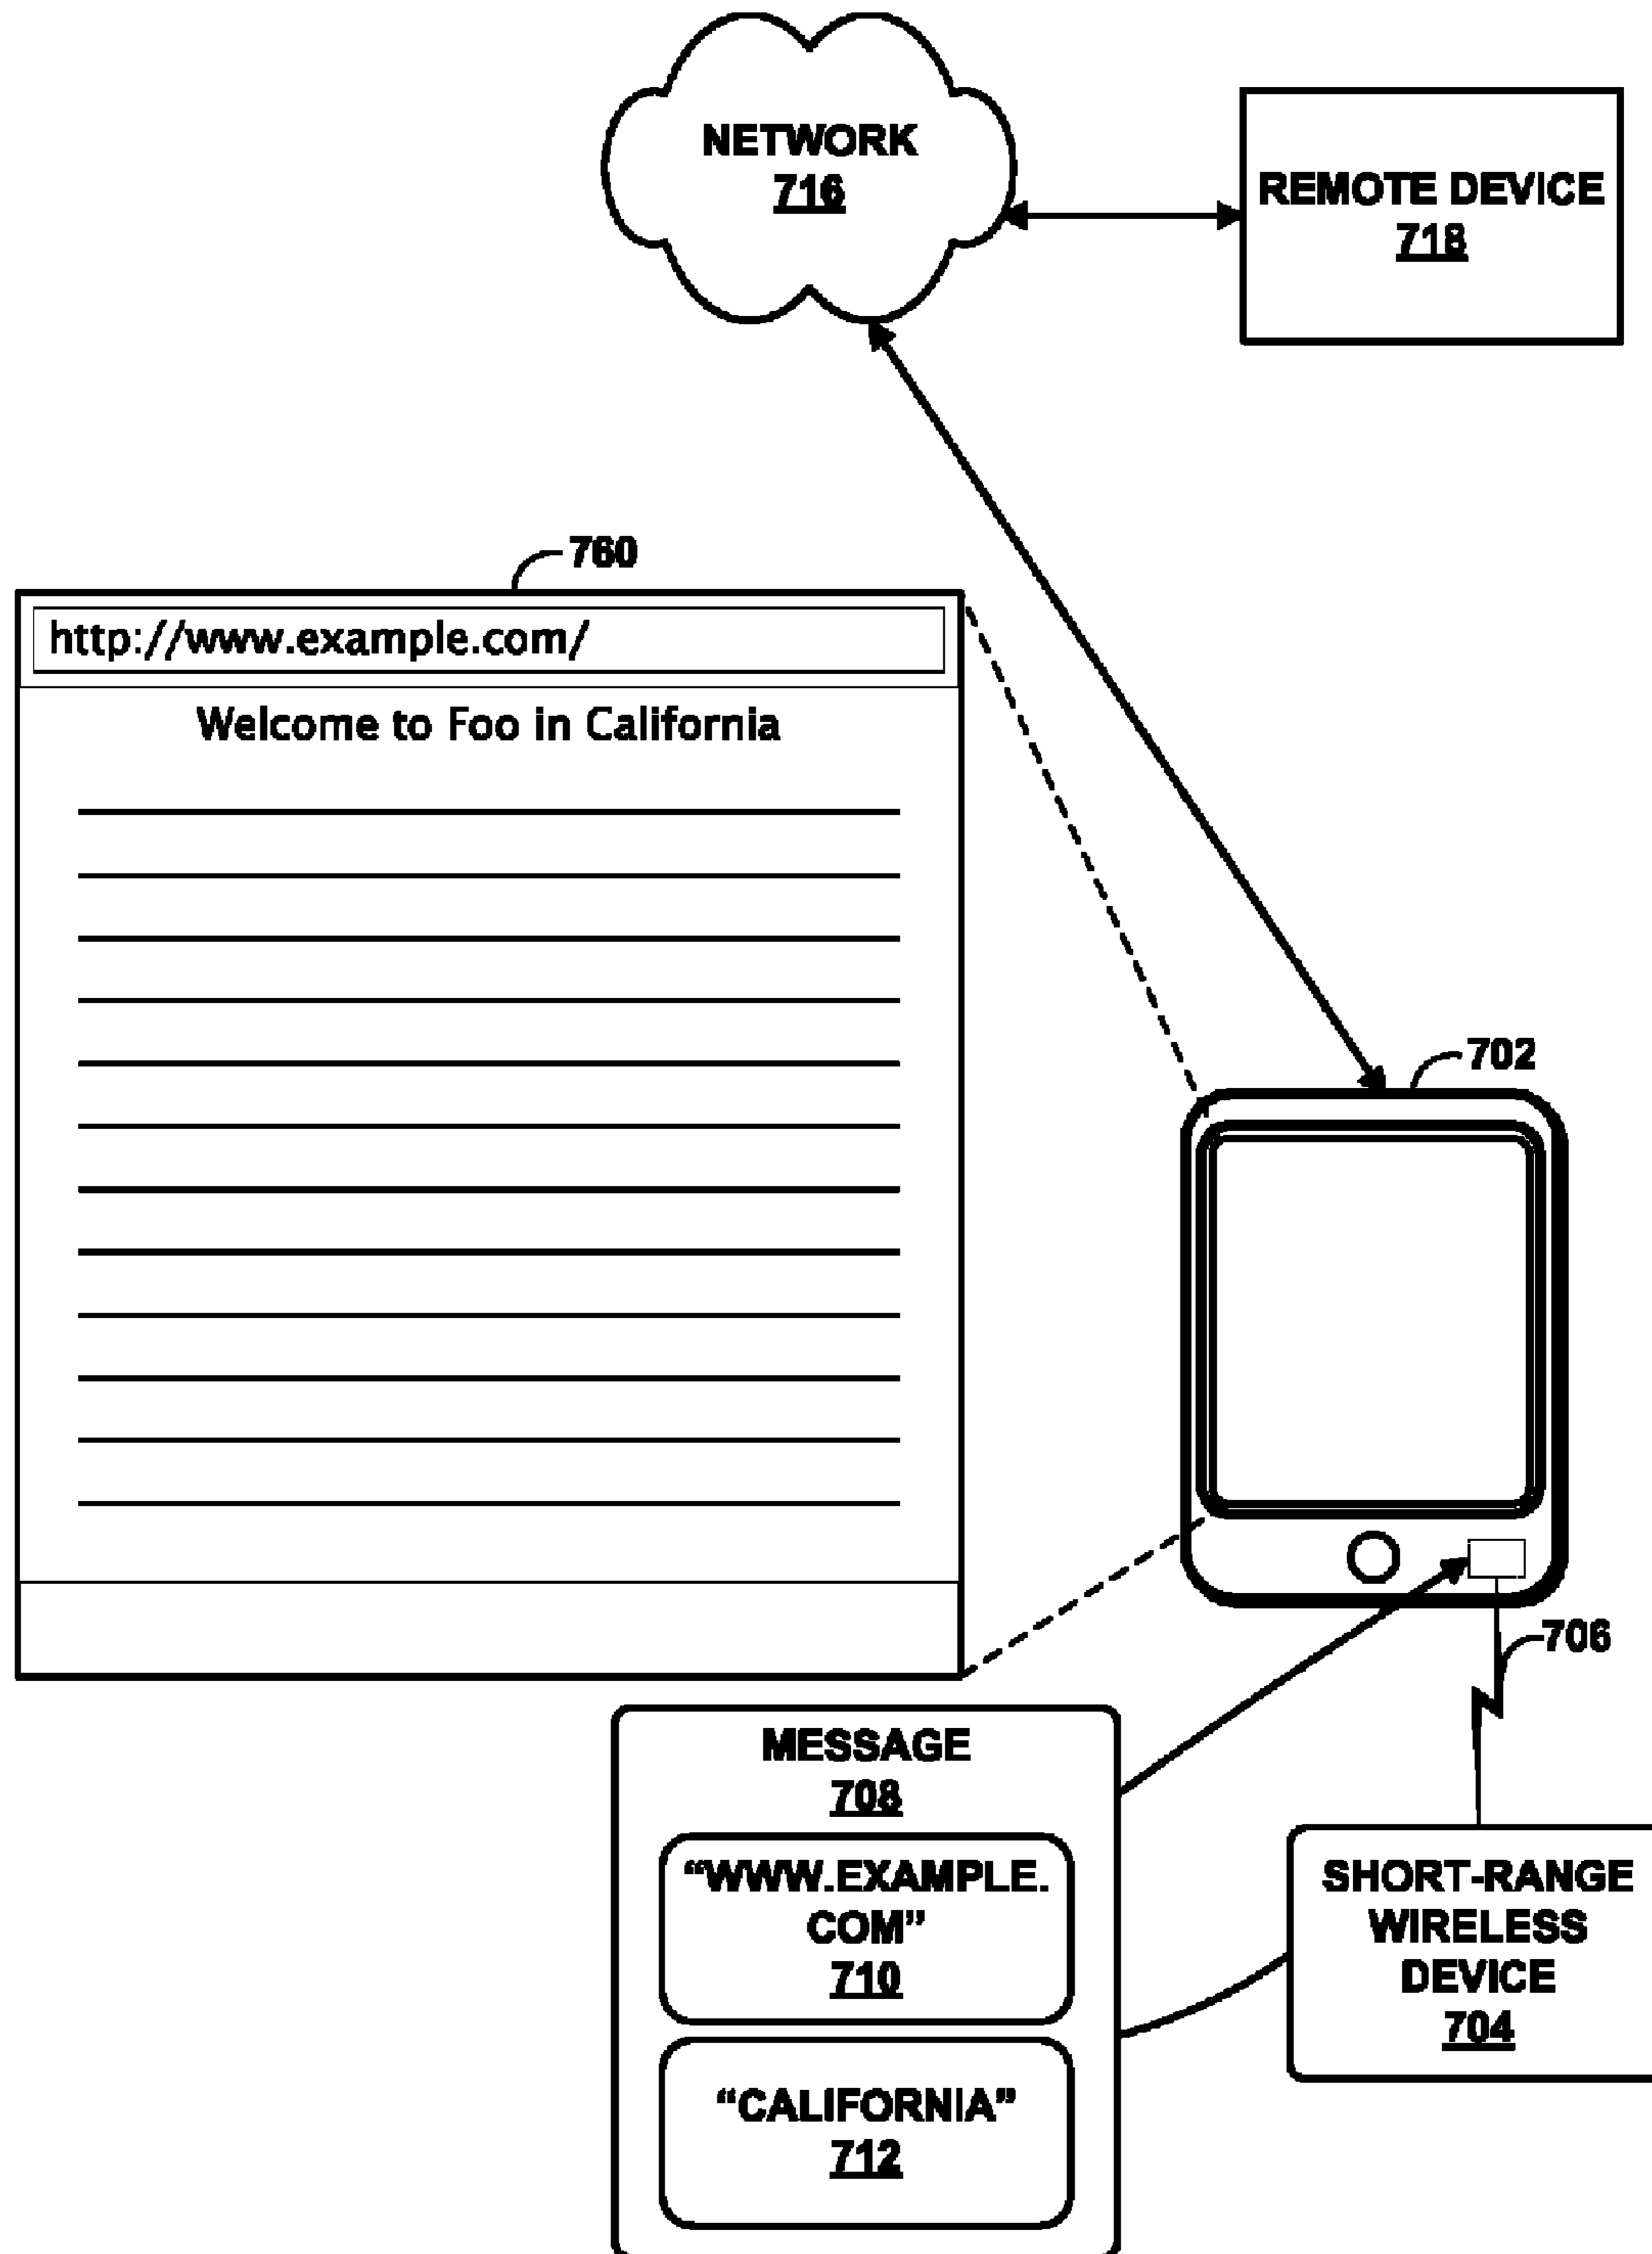 NETWORK
716
REMOTE DEVICE
718
760
http://www.example.com/
Welcome to Foo in California
702
706
MESSAGE
708
“WWW.EXAMPLE.
COM”
710
“CALIFORNIA”
712
SHORT-RANGE
WIRELESS
DEVICE
704